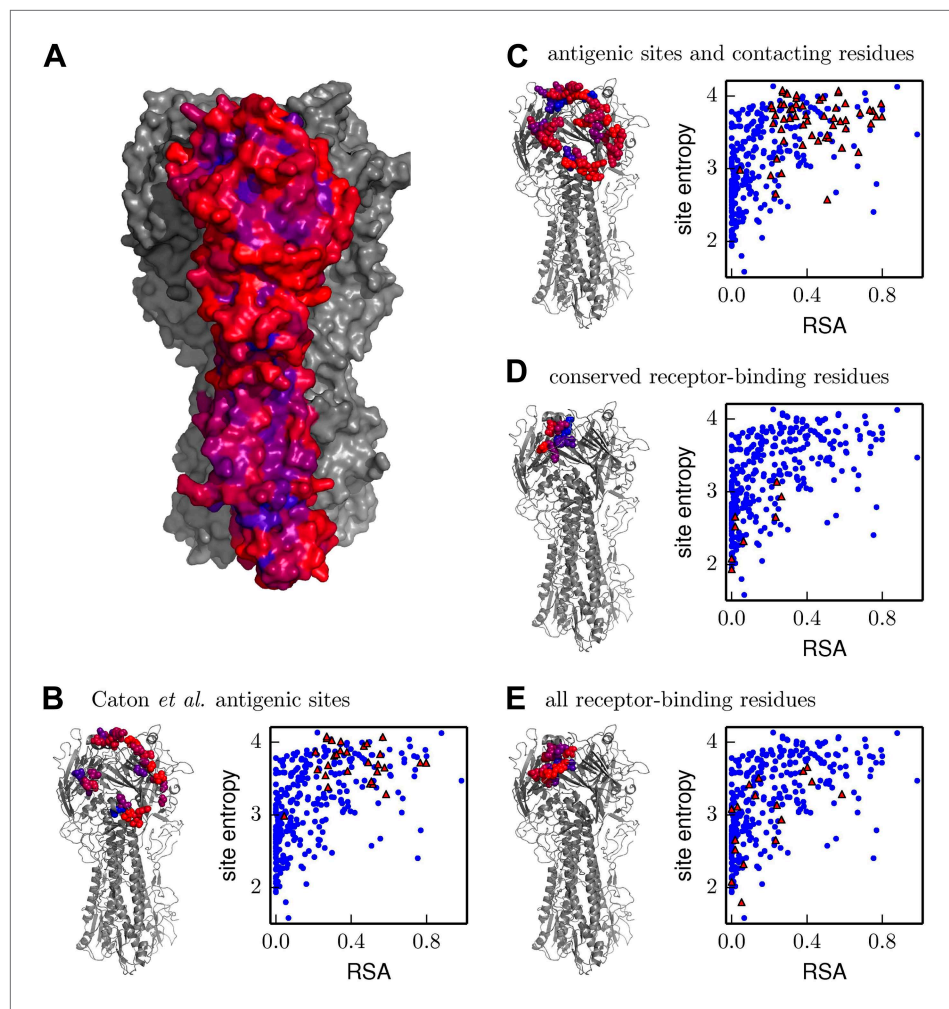 A
C antigenic sites and contacting residues
4
3
2
site entropy
0.0 0.4 0.8
RSA
D conserved receptor-binding residues
4
3
2
site entropy
0.0 0.4 0.8
RSA
B Caton et al. antigenic sites
4
3
2
site entropy
0.0 0.4 0.8
RSA
E all receptor-binding residues
4
3
2
site entropy
0.0 0.4 0.8
RSA